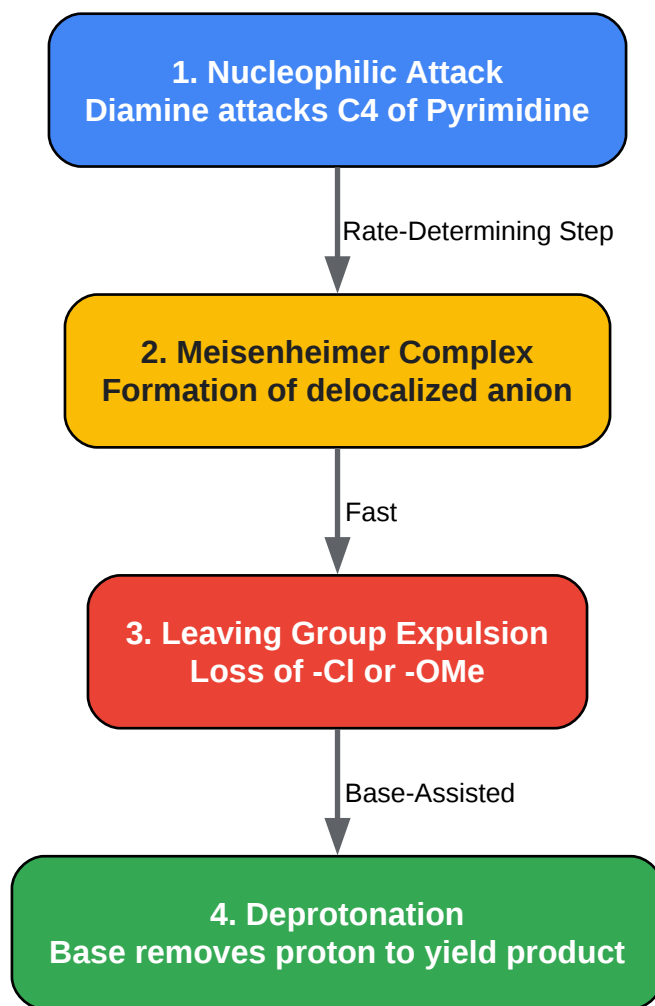 1. Nucleophilic Attack
Diamine attacks C4 of Pyrimidine
Rate-Determining Step
2. Meisenheimer Complex
Formation of delocalized anion
Fast
3. Leaving Group Expulsion
Loss of -Cl or -OMe
Base-Assisted
4. Deprotonation
Base removes proton to yield product